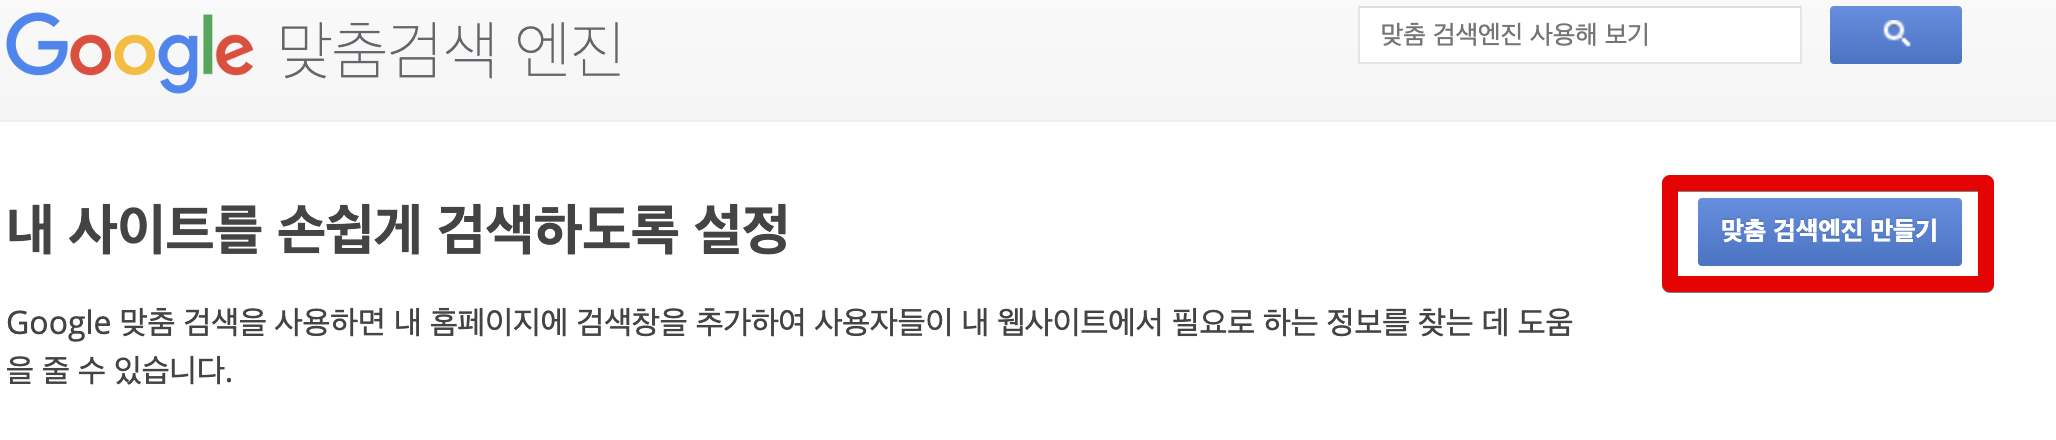 Google 맞춤검색 엔진
맞춤 검색엔진 사용해 보기
내 사이트를 손쉽게 검색하도록 설정
맞춤 검색엔진 만들기
Google 맞춤 검색을 사용하면 내 홈페이지에 검색창을 추가하여 사용자들이 내 웹사이트에서 필요로 하는 정보를 찾는 데 도움
을 줄 수 있습니다.